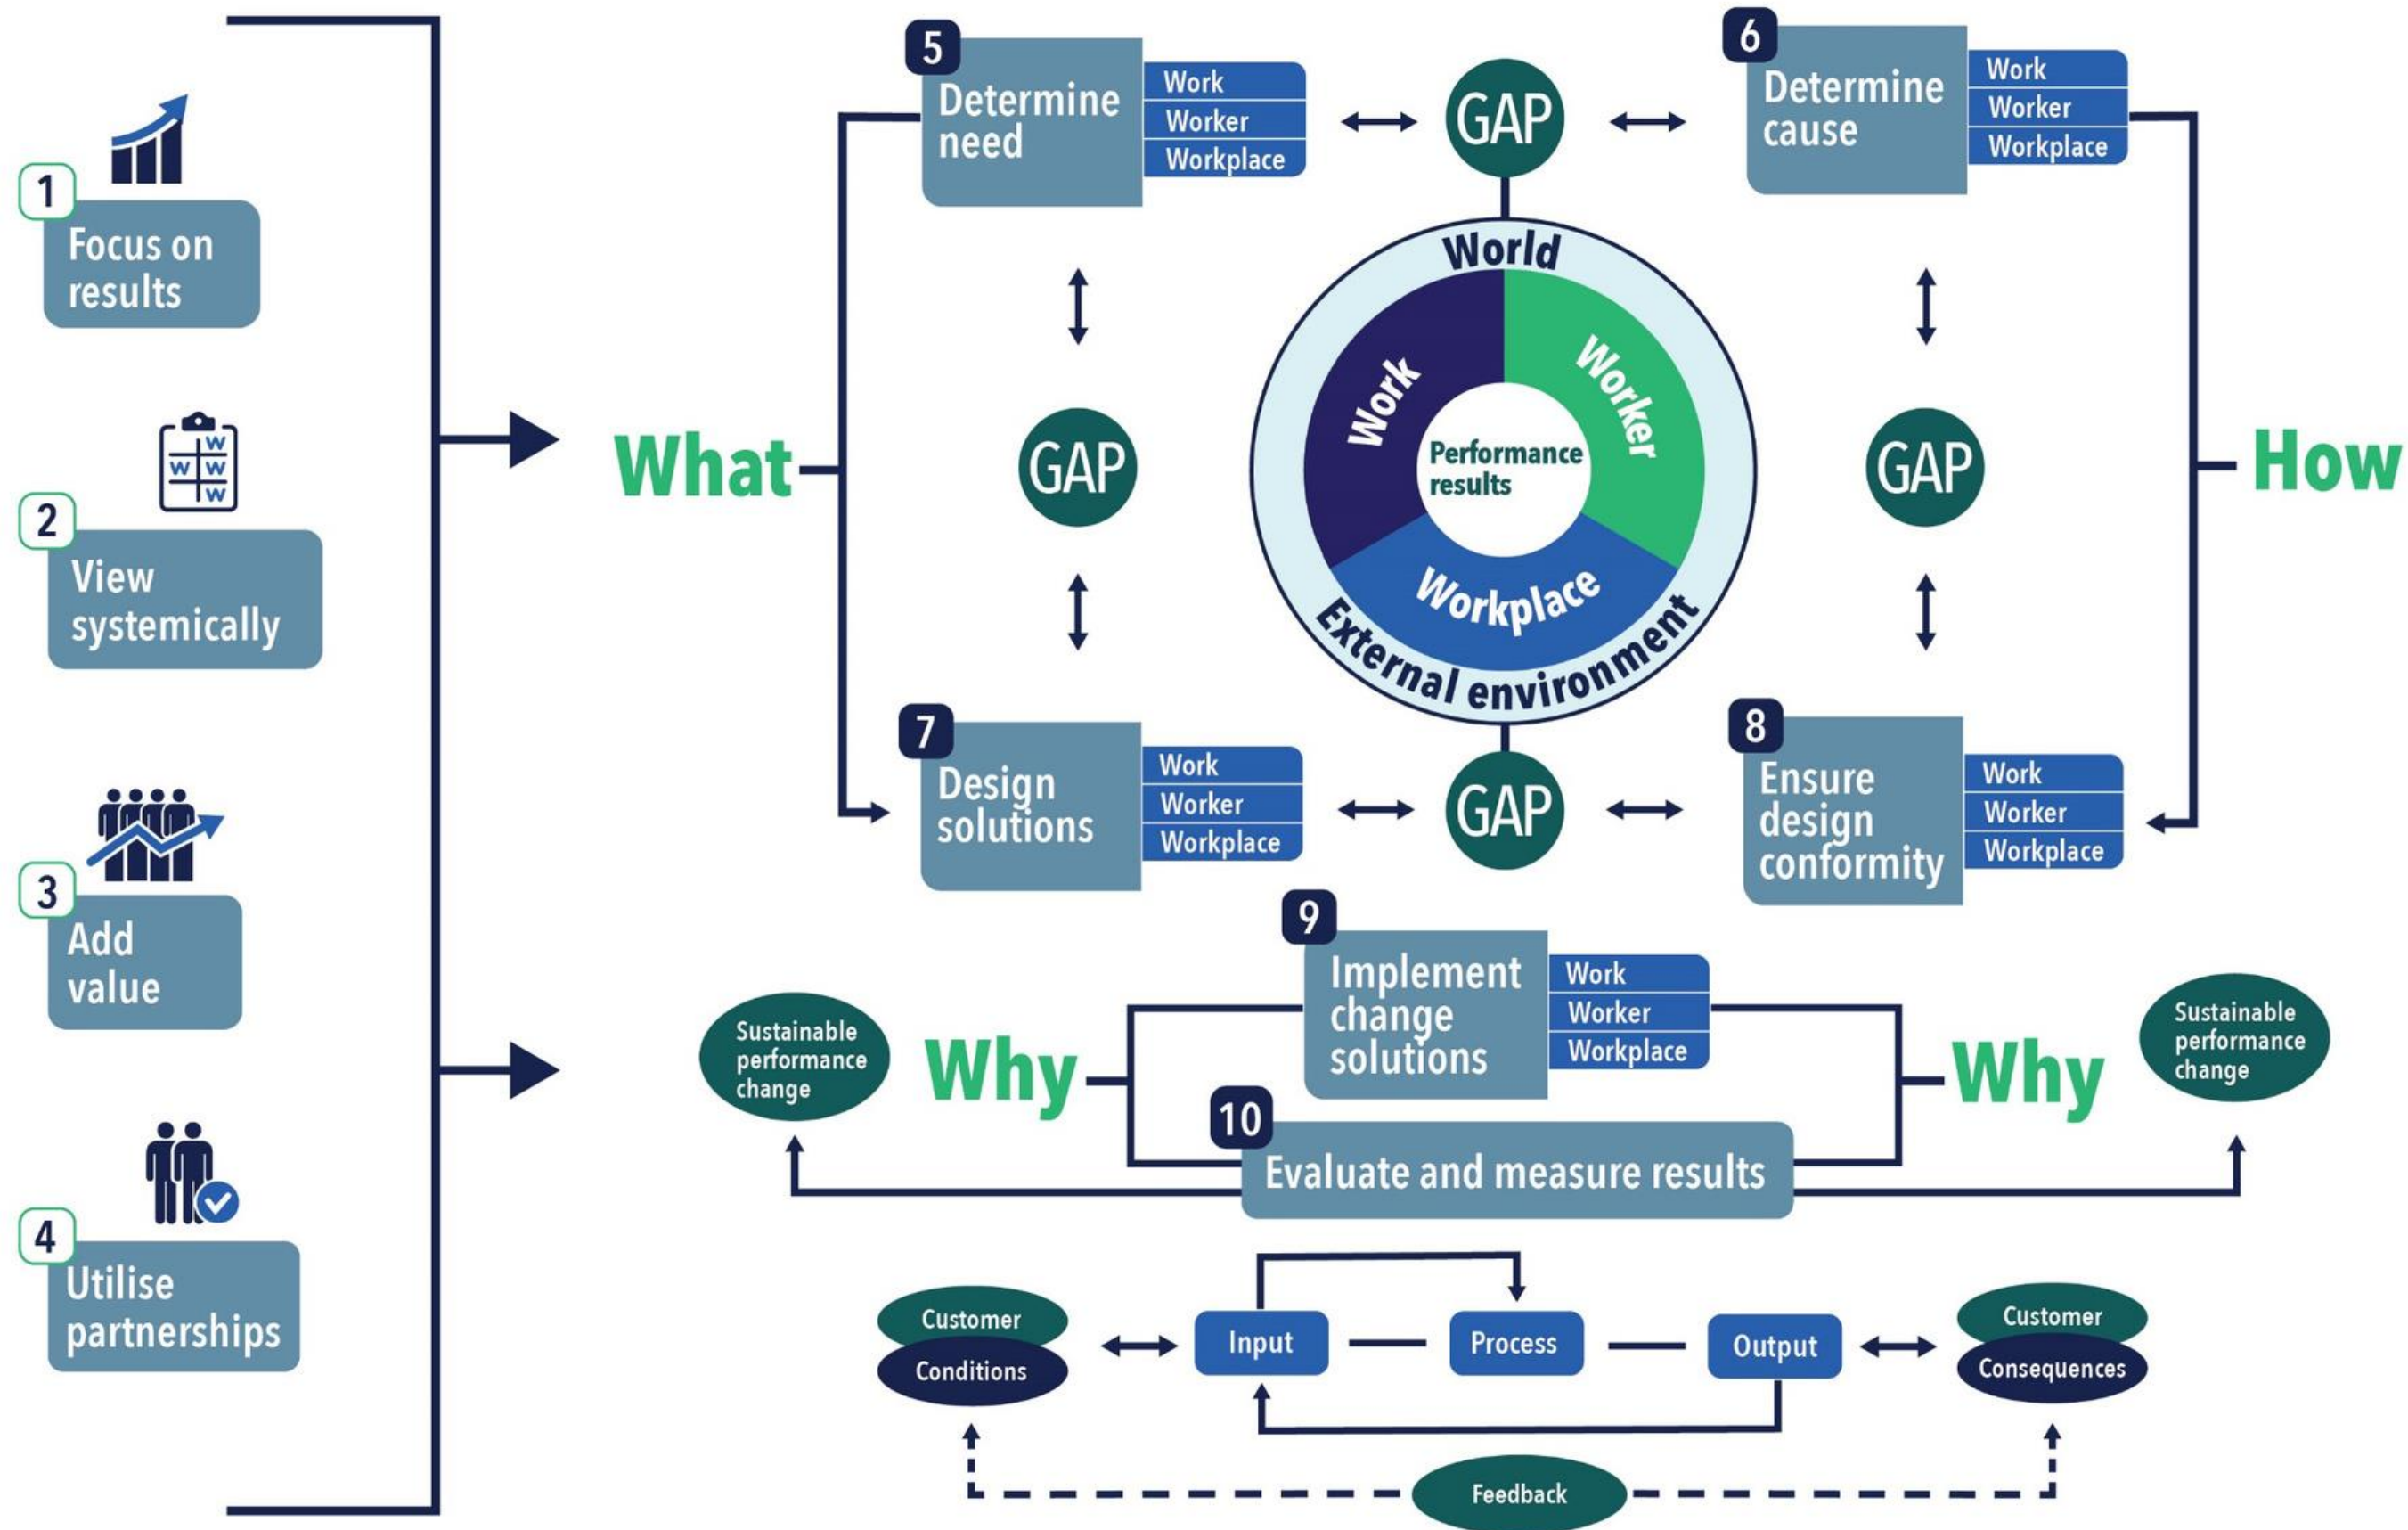 1
Focus on
results
W
W W
W
2
View
systemically
3
Add
value
4
Utilise
partnerships
What
5
Determine
need
Work
Worker
Workplace
GAP
6
Determine
cause
Work
Worker
Workplace
GAP
World
Work
Worker
Workplace
Performance
results
External environment
GAP
How
7
Design
solutions
Work
Worker
Workplace
GAP
8
Ensure
design
conformity
Work
Worker
Workplace
9
Implement
change
solutions
Work
Worker
Workplace
Sustainable
performance
change
Why
Why
Sustainable
performance
change
10
Evaluate and measure results
Customer
Conditions
Input
Process
Output
Customer
Consequences
Feedback